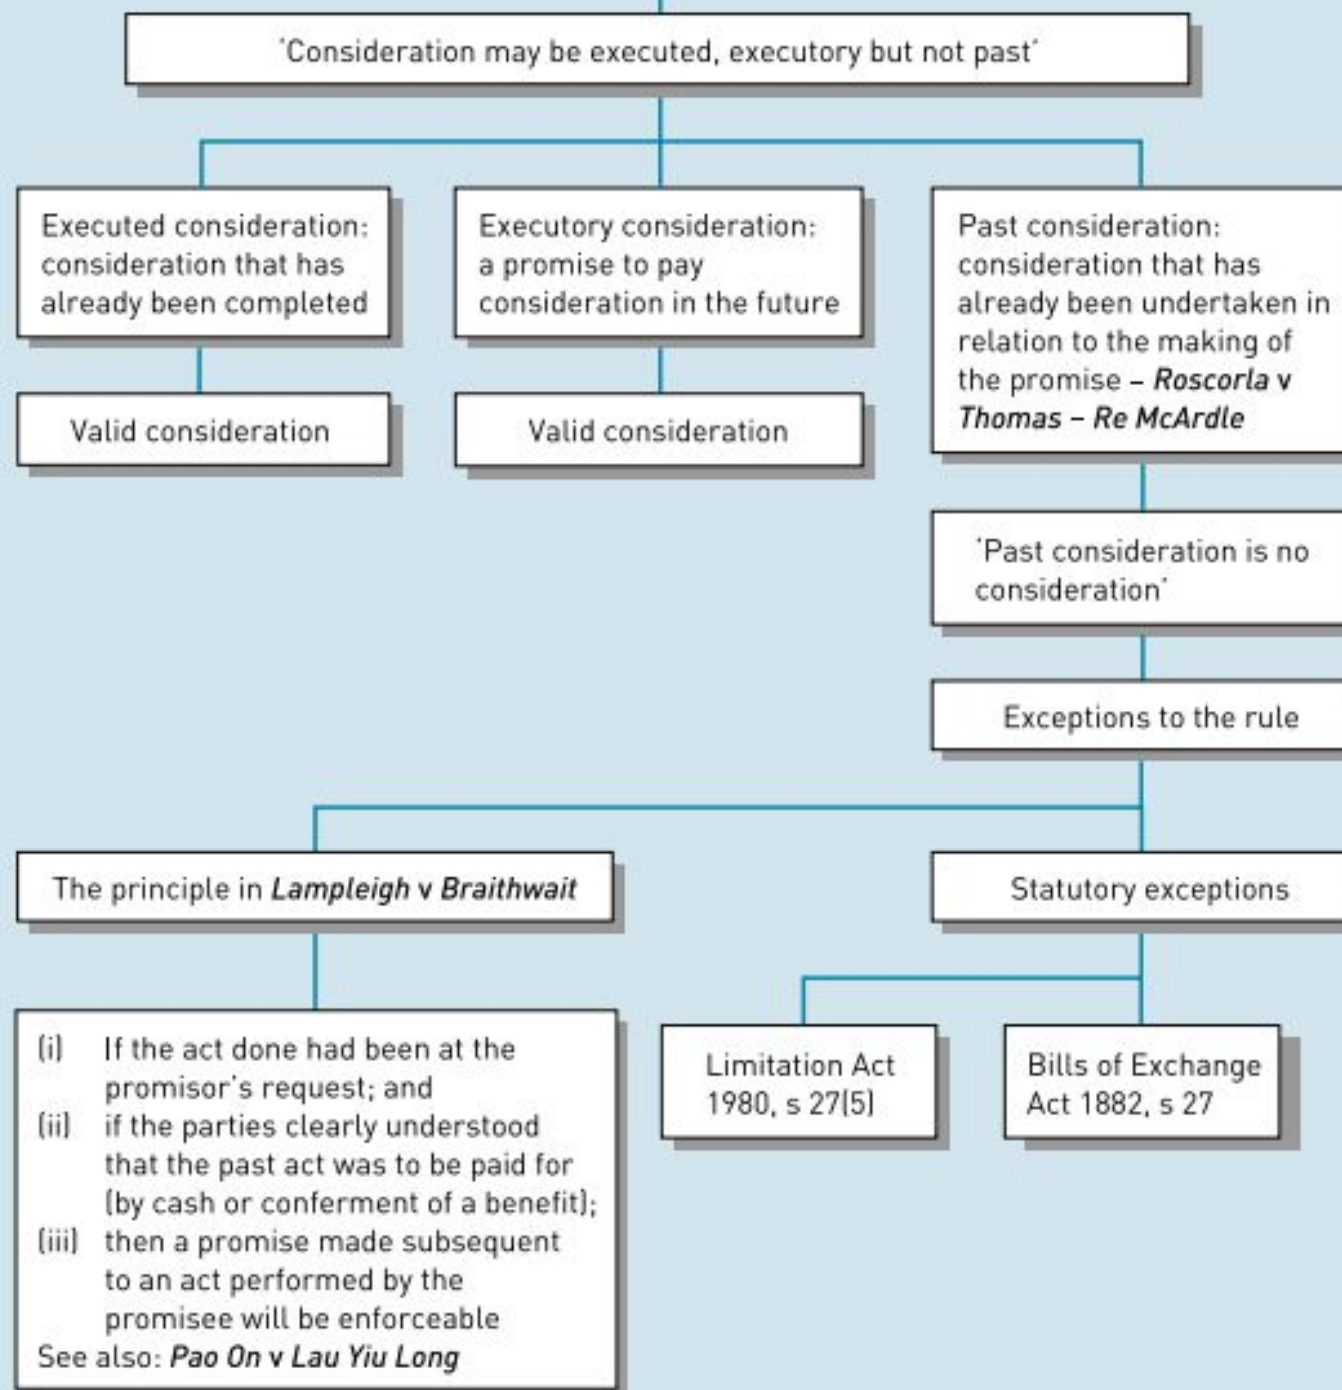 'Consideration may be executed, executory but not past'
Executed consideration:
consideration that has
already been completed
Executory consideration:
a promise to pay
consideration in the future
Past consideration:
consideration that has
already been undertaken in
relation to the making of
the promise – Roscorla v
Thomas – Re McArdle
Valid consideration
Valid consideration
'Past consideration is no
consideration'
Exceptions to the rule
The principle in Lampleigh v Braithwait
Statutory exceptions
(i) If the act done had been at the
promisor's request; and
(ii) if the parties clearly understood
that the past act was to be paid for
(by cash or conferment of a benefit);
(iii) then a promise made subsequent
to an act performed by the
promisee will be enforceable
See also: Pao On v Lau Yiu Long
Limitation Act
1980, s 27(5)
Bills of Exchange
Act 1882, s 27